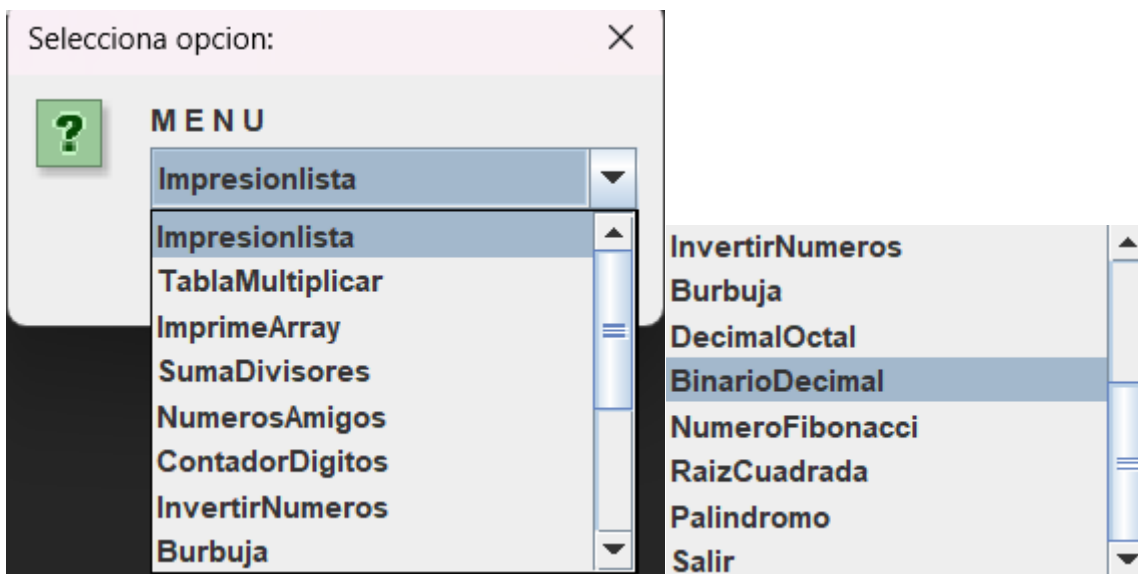 Selecciona opcion:
M E N U
Impresionlista
Impresionlista
TablaMultiplicar
ImprimeArray
SumaDivisores
NumerosAmigos
ContadorDigitos
InvertirNumeros
Burbuja
InvertirNumeros
Burbuja
DecimalOctal
BinarioDecimal
NumeroFibonacci
RaizCuadrada
Palindromo
Salir